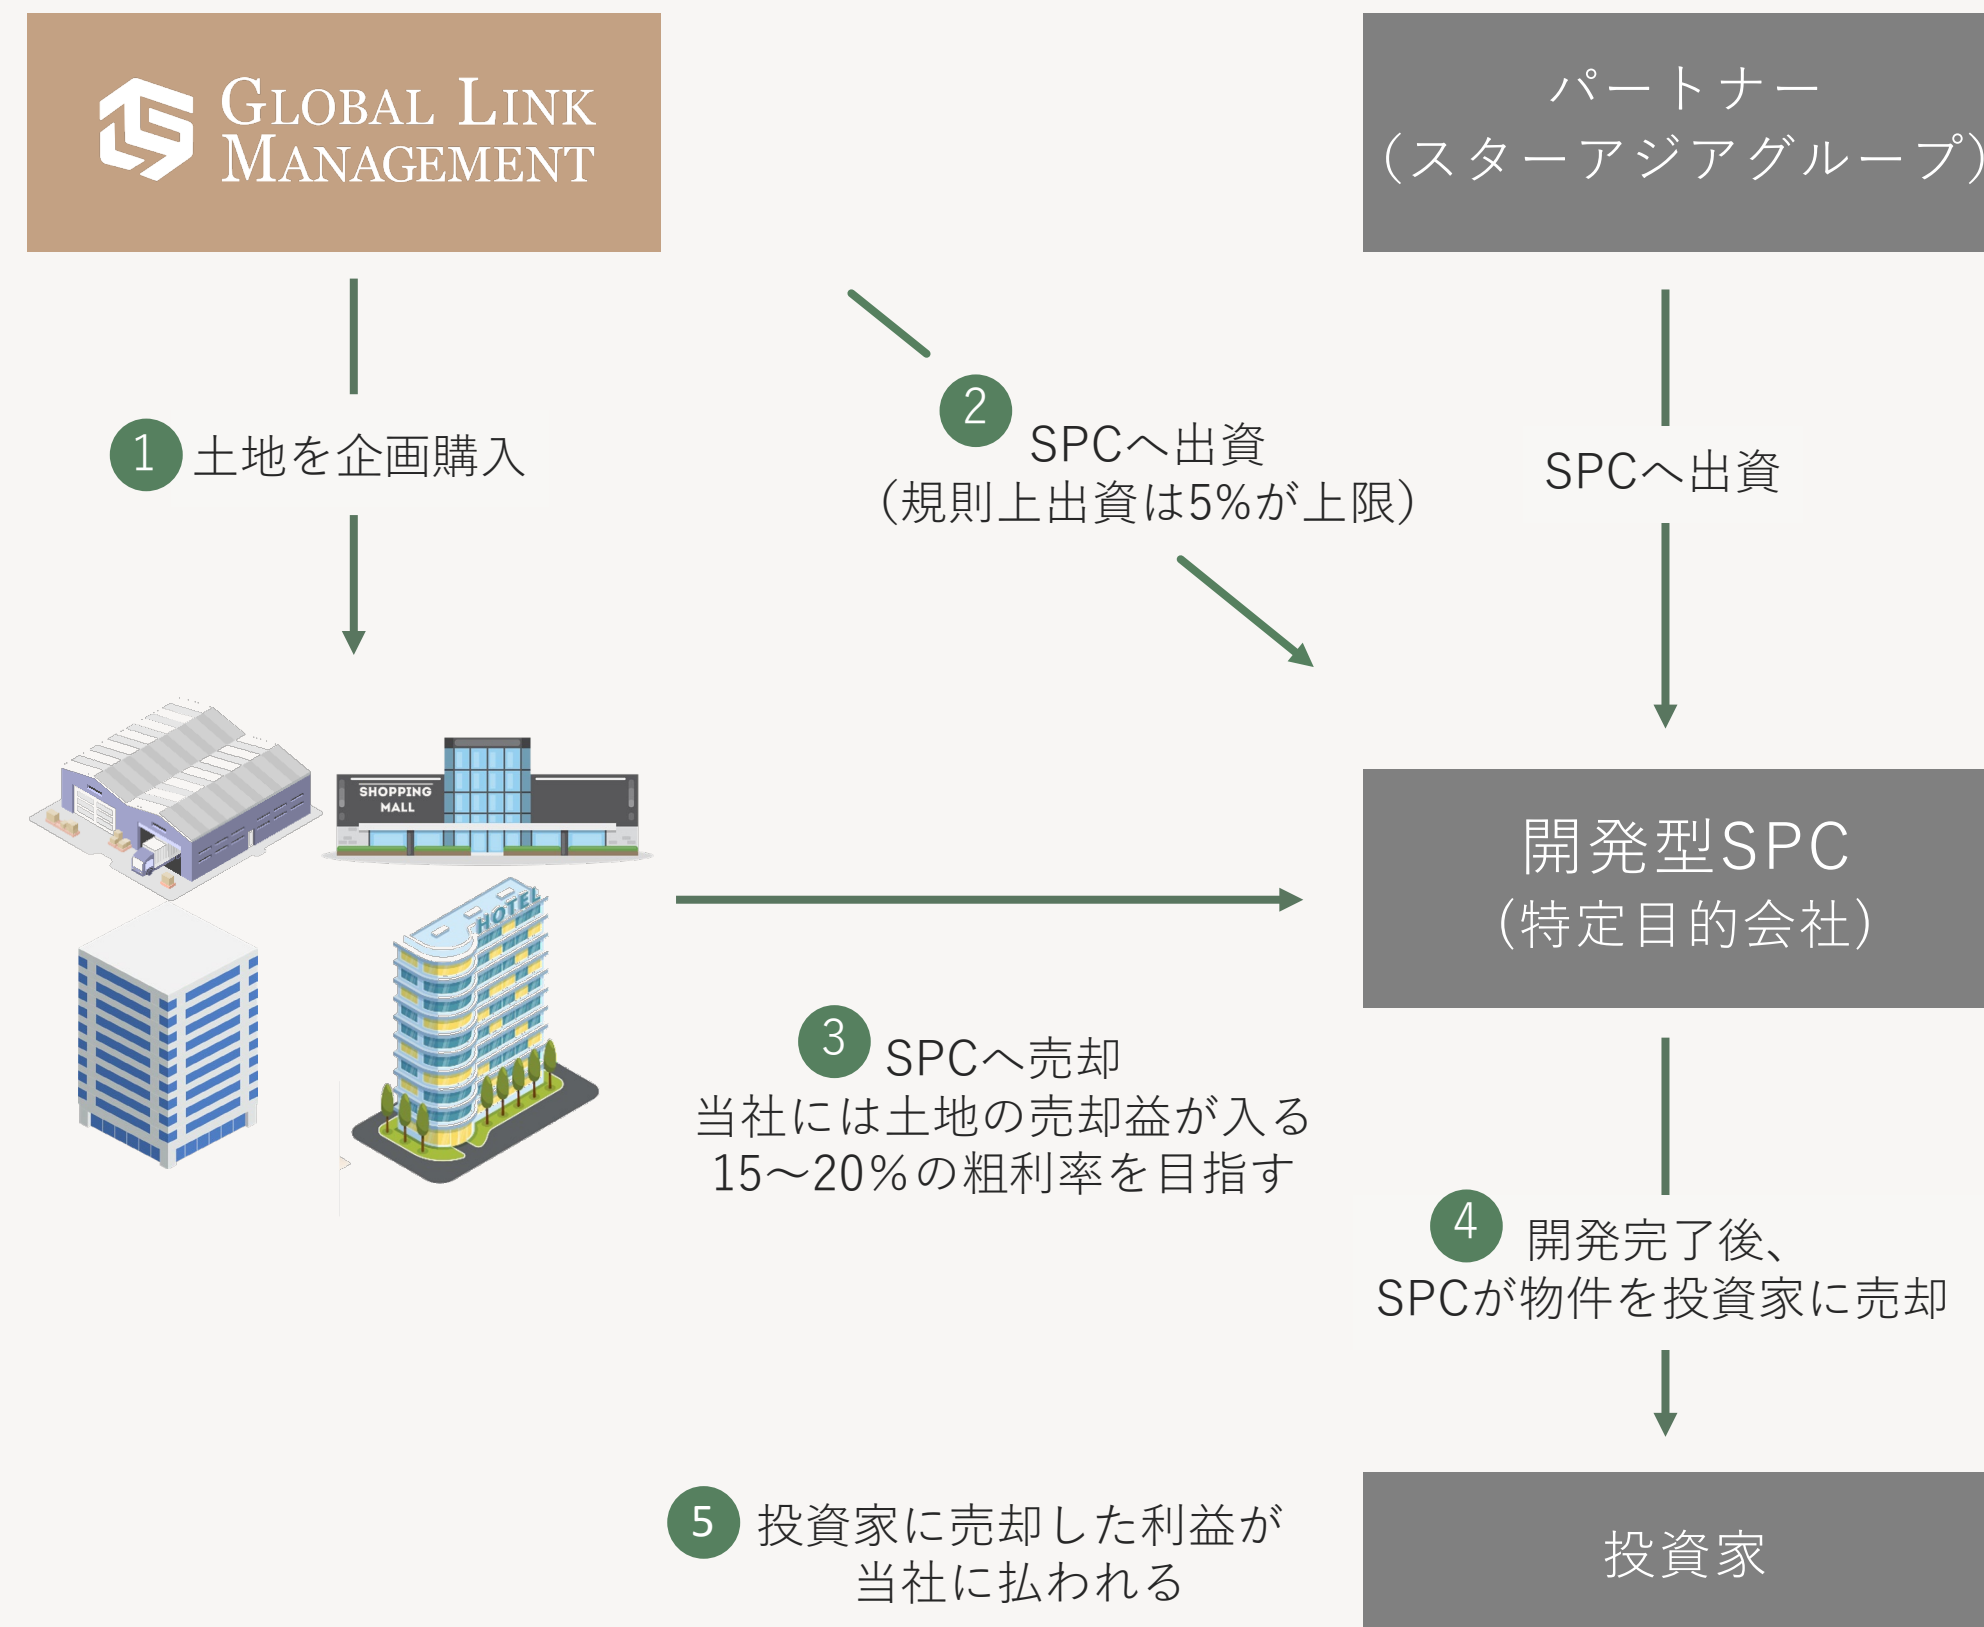 GLOBAL LINK
MANAGEMENT
パートナー
（スターアジアグループ）
1 土地を企画購入
2 SPCへ出資
（規則上出資は5%が上限）
SPCへ出資
SHOPPING
MALL
HOTEL
開発型SPC
（特定目的会社）
3 SPCへ売却
当社には土地の売却益が入る
15～20％の粗利率を目指す
4 開発完了後、
SPCが物件を投資家に売却
5 投資家に売却した利益が
当社に払われる
投資家